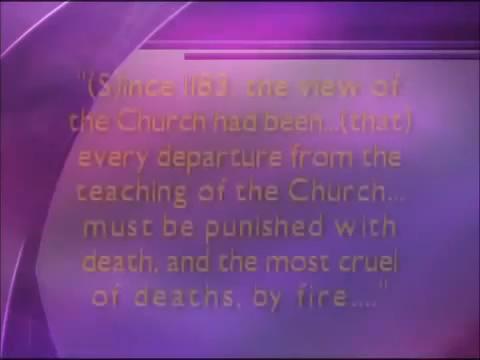 "(S)ince 1183, the view of
the Church had been...(that)
every departure from the
teaching of the Church...
must be punished with
death, and the most cruel
of deaths, by fire...."